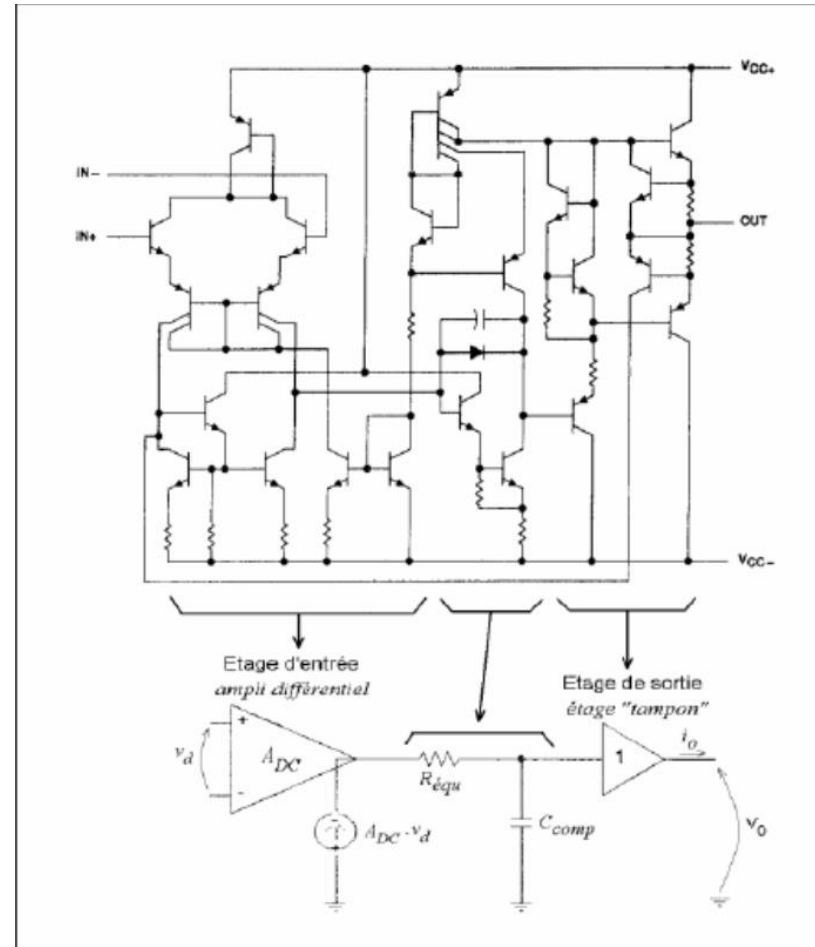 VCC+
IN−
IN+
OUT
VCC−
Etage d'entrée
ampli différentiel
Etage de sortie
étage "tampon"
+
vd
ADC
-
Réqu
1
io
ADC·vd
Ccomp
vo